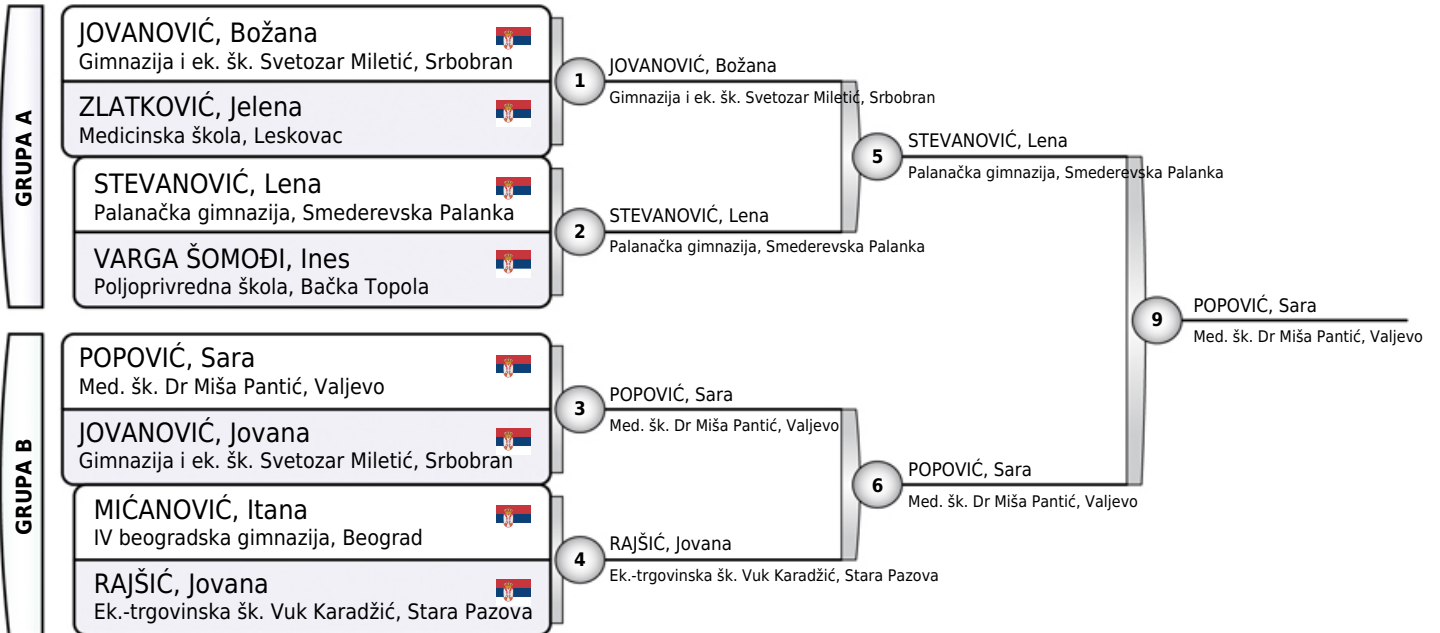 GRUPA A
JOVANOVIĆ, Božana
Gimnazija i ek. šk. Svetozar Miletić, Srbobran
ZLATKOVIĆ, Jelena
Medicinska škola, Leskovac
STEVANOVIĆ, Lena
Palanačka gimnazija, Smederevska Palanka
VARGA ŠOMOĐI, Ines
Poljoprivredna škola, Bačka Topola
GRUPA B
POPOVIĆ, Sara
Med. šk. Dr Miša Pantić, Valjevo
JOVANOVIĆ, Jovana
Gimnazija i ek. šk. Svetozar Miletić, Srbobran
MIĆANOVIĆ, Itana
IV beogradska gimnazija, Beograd
RAJŠIĆ, Jovana
Ek.-trgovinska šk. Vuk Karadžić, Stara Pazova
1
JOVANOVIĆ, Božana
Gimnazija i ek. šk. Svetozar Miletić, Srbobran
2
STEVANOVIĆ, Lena
Palanačka gimnazija, Smederevska Palanka
3
POPOVIĆ, Sara
Med. šk. Dr Miša Pantić, Valjevo
4
RAJŠIĆ, Jovana
Ek.-trgovinska šk. Vuk Karadžić, Stara Pazova
5
STEVANOVIĆ, Lena
Palanačka gimnazija, Smederevska Palanka
6
POPOVIĆ, Sara
Med. šk. Dr Miša Pantić, Valjevo
9
POPOVIĆ, Sara
Med. šk. Dr Miša Pantić, Valjevo